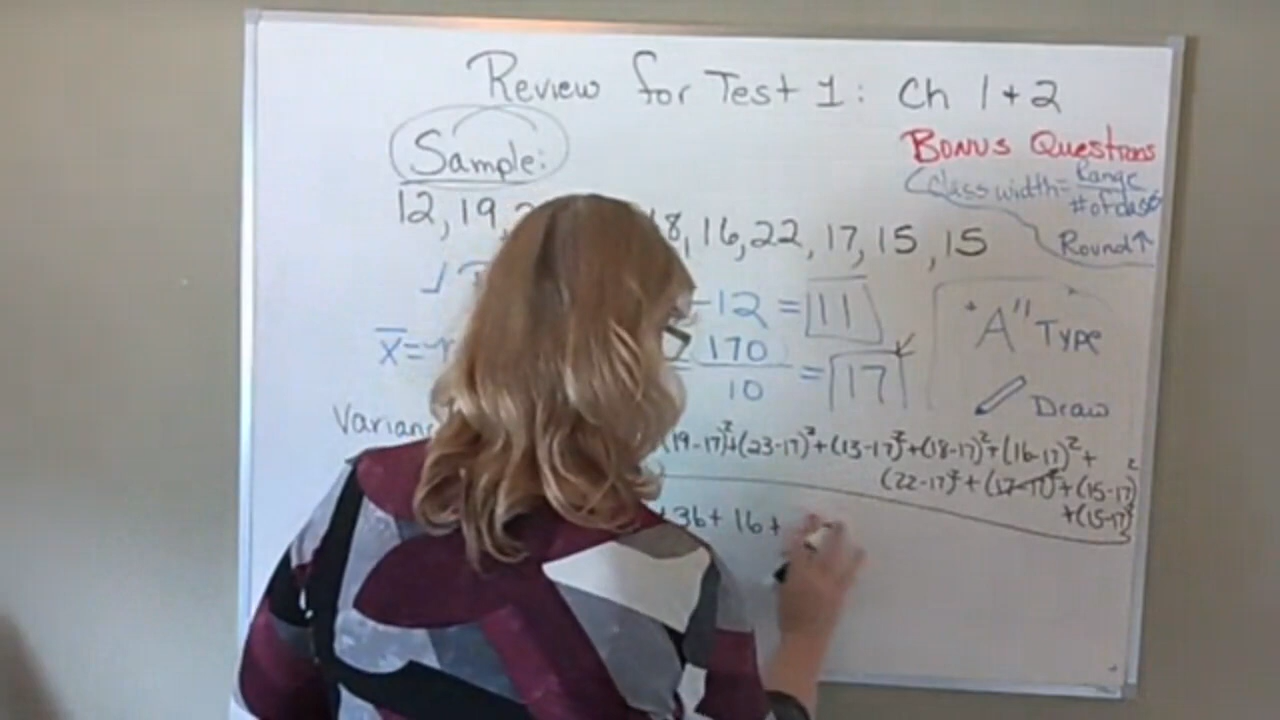 Review for Test 1: Ch 1+2
Bonus Questions
Sample:
Class width = Range
# of class
Round ↑
12, 19, 18, 16, 22, 17, 15, 15
-12 = 11
x̄ = 170
10 = 17
"A" Type
Draw
(19-17)²+(23-17)²+(13-17)²+(18-17)²+(16-17)²+
(22-17)²+(17-17)²+(15-17)²
+(15-17)²
+36+16+